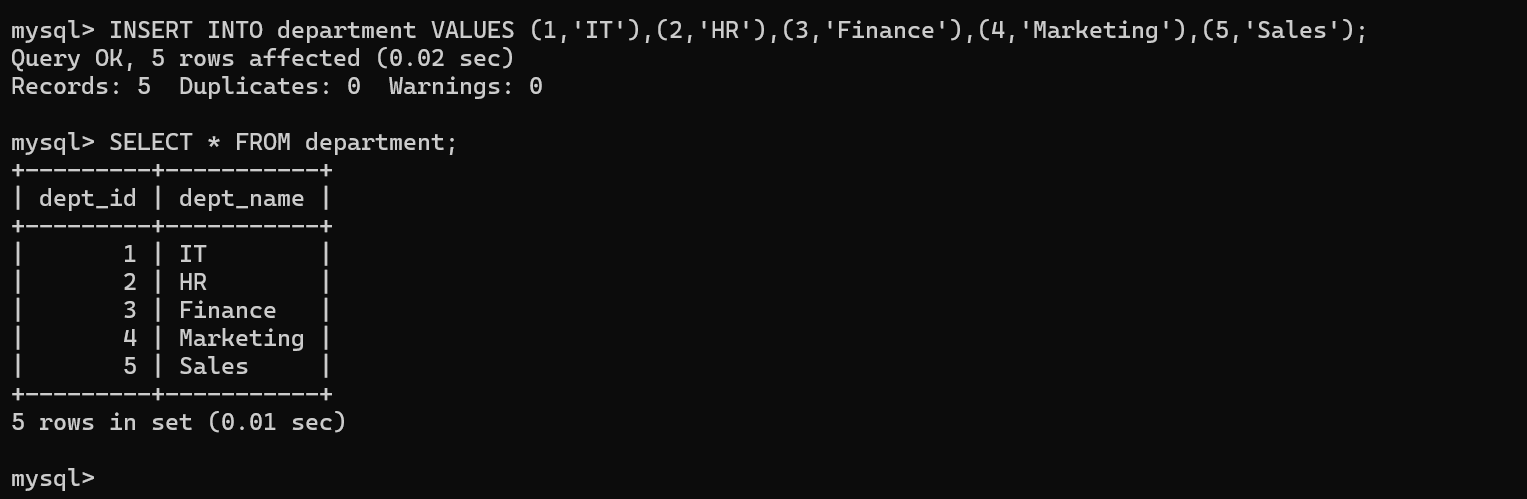 mysql> INSERT INTO department VALUES (1,'IT'),(2,'HR'),(3,'Finance'),(4,'Marketing'),(5,'Sales');
Query OK, 5 rows affected (0.02 sec)
Records: 5  Duplicates: 0  Warnings: 0

mysql> SELECT * FROM department;
+---------+-----------+
| dept_id | dept_name |
+---------+-----------+
|       1 | IT        |
|       2 | HR        |
|       3 | Finance   |
|       4 | Marketing |
|       5 | Sales     |
+---------+-----------+
5 rows in set (0.01 sec)

mysql>